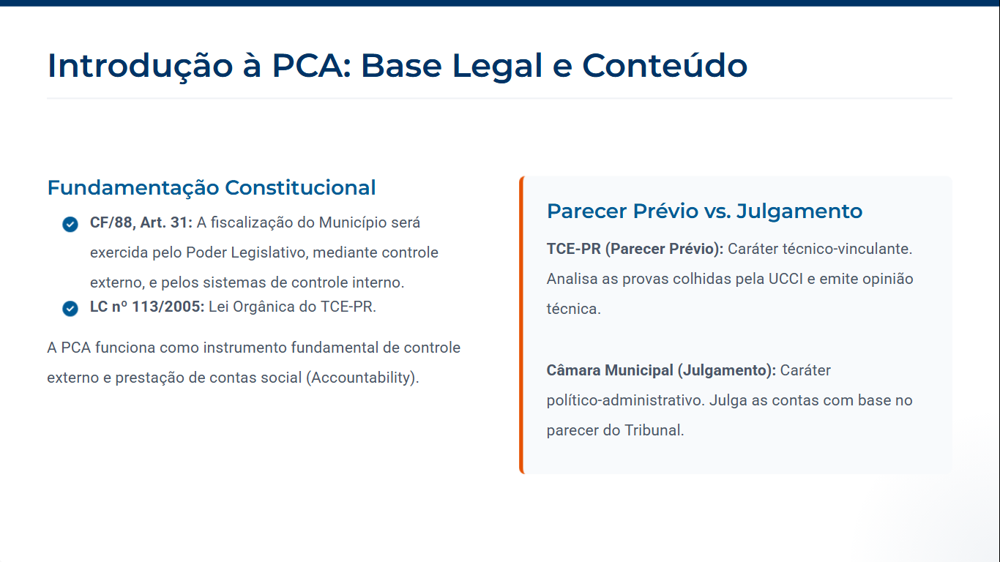 Introdução à PCA: Base Legal e Conteúdo
Fundamentação Constitucional
CF/88, Art. 31: A fiscalização do Município será
exercida pelo Poder Legislativo, mediante controle
externo, e pelos sistemas de controle interno.
LC nº 113/2005: Lei Orgânica do TCE-PR.
A PCA funciona como instrumento fundamental de controle
externo e prestação de contas social (Accountability).
Parecer Prévio vs. Julgamento
TCE-PR (Parecer Prévio): Caráter técnico-vinculante.
Analisa as provas colhidas pela UCCI e emite opinião
técnica.
Câmara Municipal (Julgamento): Caráter
político-administrativo. Julga as contas com base no
parecer do Tribunal.